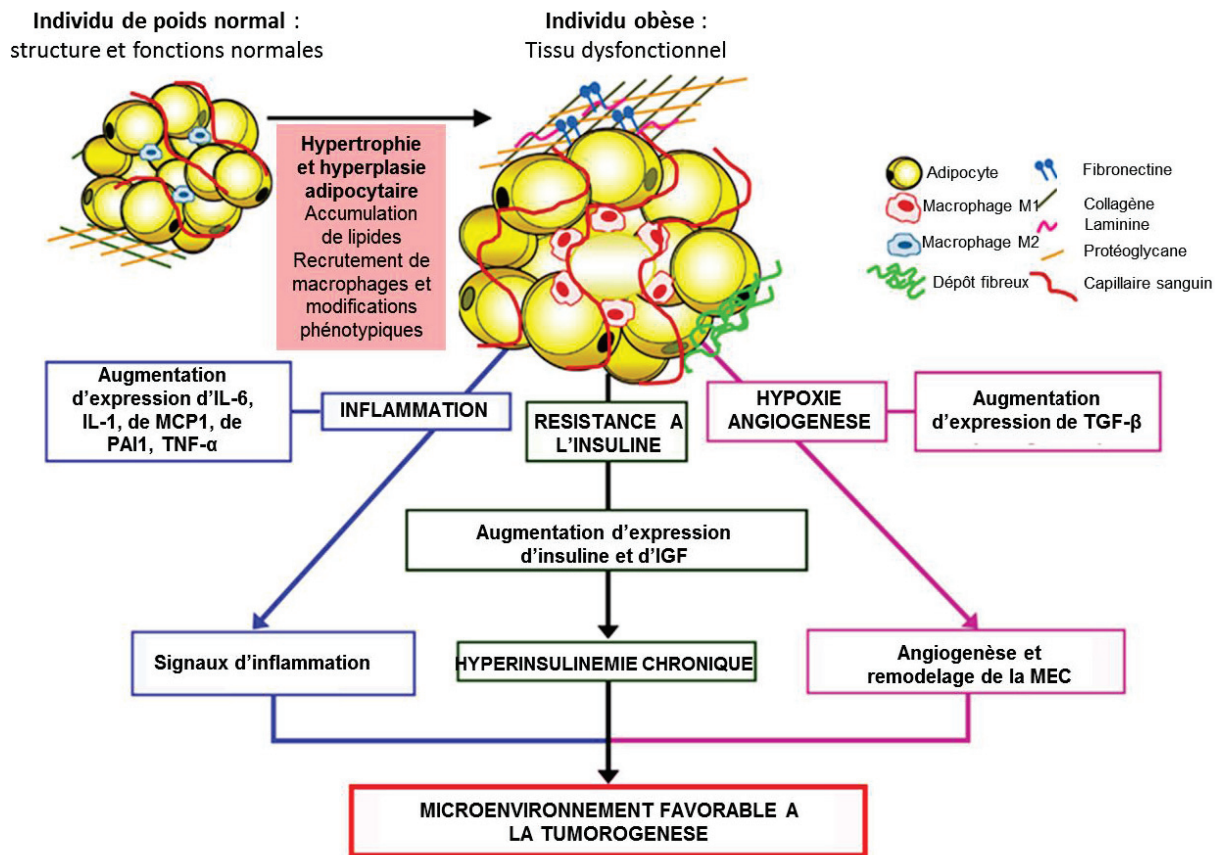 Individu de poids normal :
structure et fonctions normales
Individu obèse :
Tissu dysfonctionnel
Hypertrophie
et hyperplasie
adipocytaire
Accumulation
de lipides
Recrutement de
macrophages et
modifications
phénotypiques
Adipocyte
Macrophage M1
Macrophage M2
Dépôt fibreux
Fibronectine
Collagène
Laminine
Protéoglycane
Capillaire sanguin
Augmentation
d'expression d'IL-6,
IL-1, de MCP1, de
PAI1, TNF-α
INFLAMMATION
RESISTANCE A
L'INSULINE
HYPOXIE
ANGIOGENESE
Augmentation
d'expression de TGF-β
Augmentation d'expression
d'insuline et d'IGF
Signaux d'inflammation
HYPERINSULINEMIE CHRONIQUE
Angiogenèse et
remodelage de la MEC
MICROENVIRONNEMENT FAVORABLE A
LA TUMOROGENESE